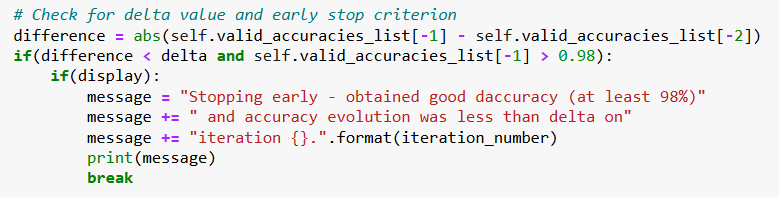 # Check for delta value and early stop criterion
difference = abs(self.valid_accuracies_list[-1] - self.valid_accuracies_list[-2])
if(difference < delta and self.valid_accuracies_list[-1] > 0.98):
    if(display):
        message = "Stopping early - obtained good daccuracy (at least 98%)"
        message += " and accuracy evolution was less than delta on"
        message += "iteration {}.".format(iteration_number)
        print(message)
        break